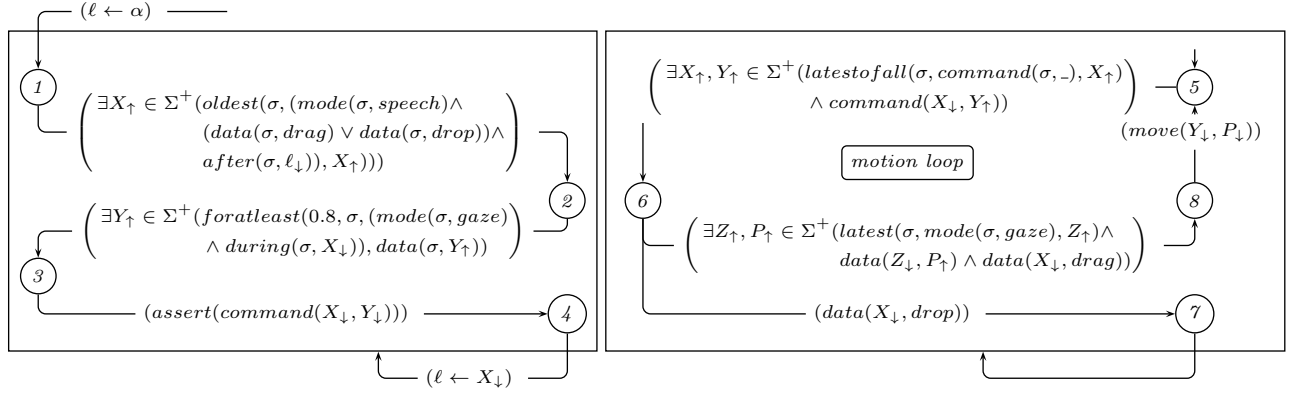 (ℓ ← α)
1
(∃X↑ ∈ Σ⁺(oldest(σ, (mode(σ, speech)∧
(data(σ, drag) ∨ data(σ, drop))∧
after(σ, ℓ↓)), X↑)))
2
(∃Y↑ ∈ Σ⁺(foratleast(0.8, σ, (mode(σ, gaze)
∧ during(σ, X↓)), data(σ, Y↑)))
3
(assert(command(X↓, Y↓)))
4
(ℓ ← X↓)
(∃X↑, Y↑ ∈ Σ⁺(latestofall(σ, command(σ, _), X↑)
∧ command(X↓, Y↑)))
5
(move(Y↓, P↓))
motion loop
6
8
(∃Z↑, P↑ ∈ Σ⁺(latest(σ, mode(σ, gaze), Z↑)∧
data(Z↓, P↑) ∧ data(X↓, drag)))
(data(X↓, drop))
7